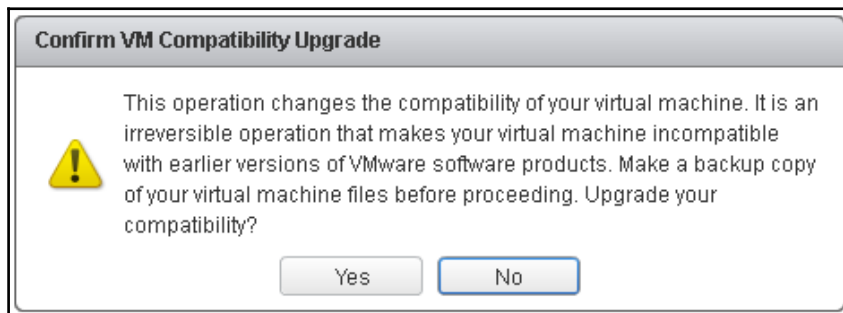 Confirm VM Compatibility Upgrade
This operation changes the compatibility of your virtual machine. It is an
irreversible operation that makes your virtual machine incompatible
with earlier versions of VMware software products. Make a backup copy
of your virtual machine files before proceeding. Upgrade your
compatibility?
Yes No